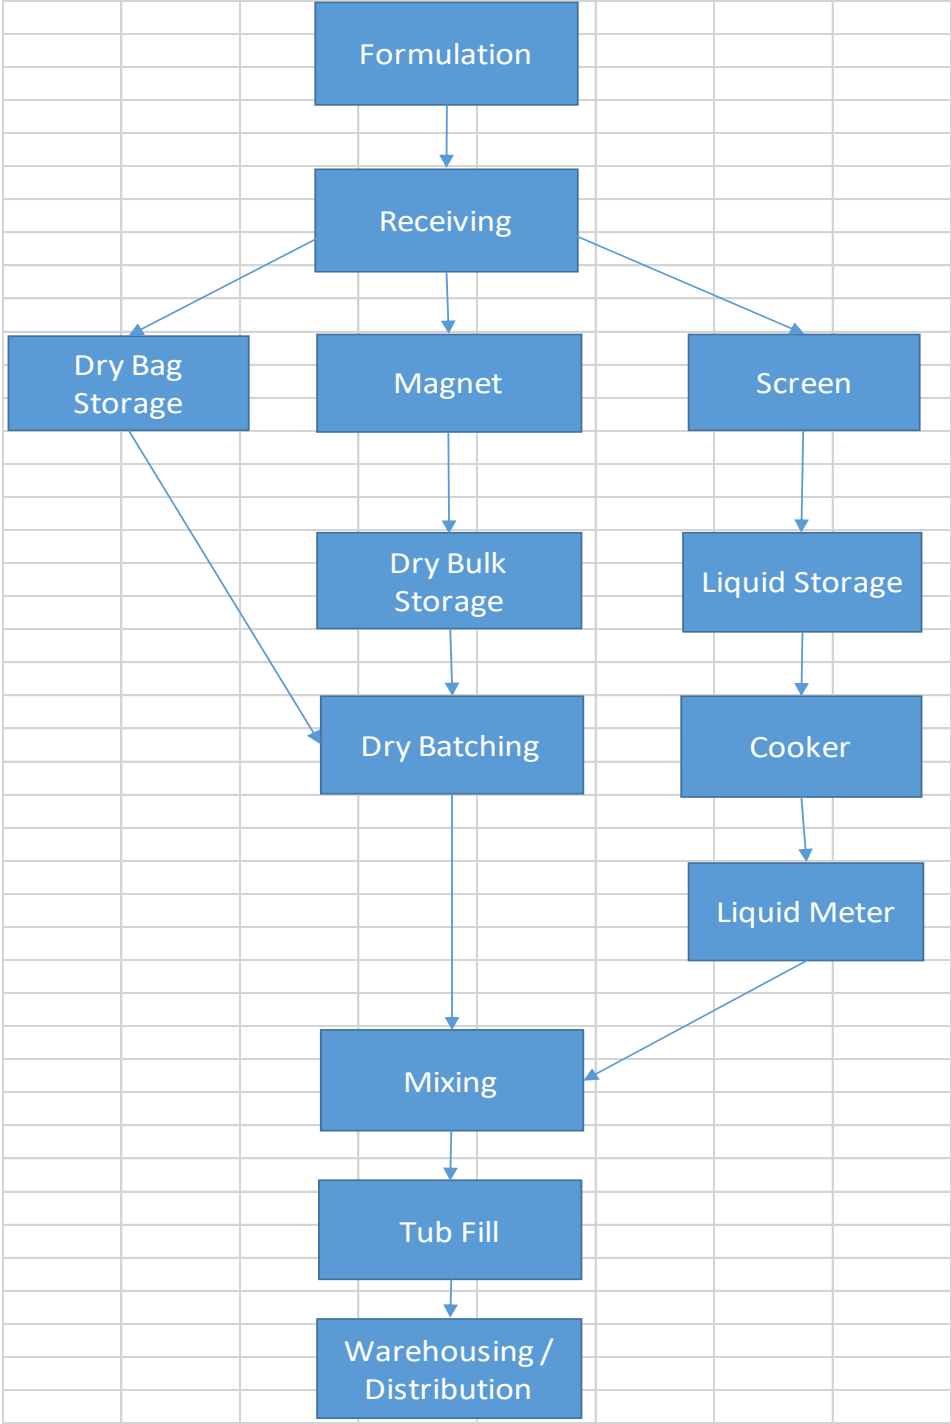 Formulation
Receiving
Dry Bag
Storage
Magnet
Screen
Dry Bulk
Storage
Liquid Storage
Dry Batching
Cooker
Liquid Meter
Mixing
Tub Fill
Warehousing /
Distribution